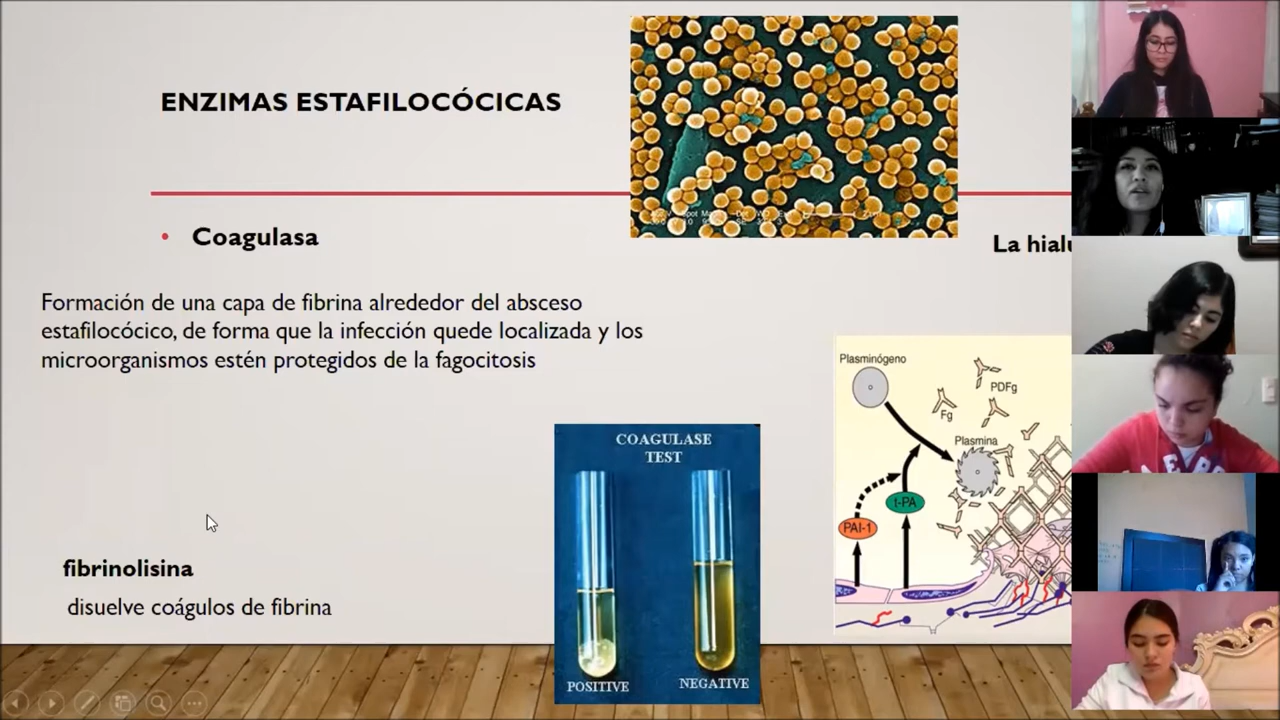 ENZIMAS ESTAFILOCÓCICAS
• Coagulasa
La hialu
Formación de una capa de fibrina alrededor del absceso
estafilocócico, de forma que la infección quede localizada y los
microorganismos estén protegidos de la fagocitosis
fibrinolisina
disuelve coágulos de fibrina
COAGULASE
TEST
POSITIVE
NEGATIVE
Plasminógeno
PDFg
Fg
Plasmina
t-PA
PAI-1